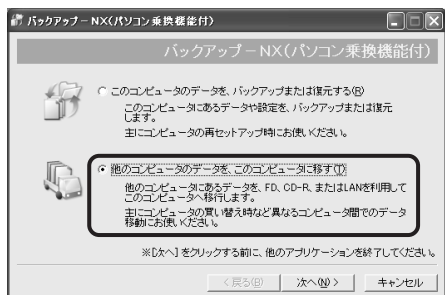 バックアップ－NX(パソコン乗換機能付)
バックアップ－NX(パソコン乗換機能付)
このコンピュータのデータを、バックアップまたは復元する(R)
このコンピュータにあるデータや設定を、バックアップまたは復元
します。
主にコンピュータの再セットアップ時にお使いください。
他のコンピュータのデータを、このコンピュータに移す(T)
他のコンピュータにあるデータを、FD、CD-R、またはLANを利用して
このコンピュータへ移行します。
主にコンピュータの買い替え時など異なるコンピュータ間でのデータ
移動にお使いください。
※[次へ]をクリックする前に、他のアプリケーションを終了してください。
＜戻る(B)
次へ(N)＞
キャンセル